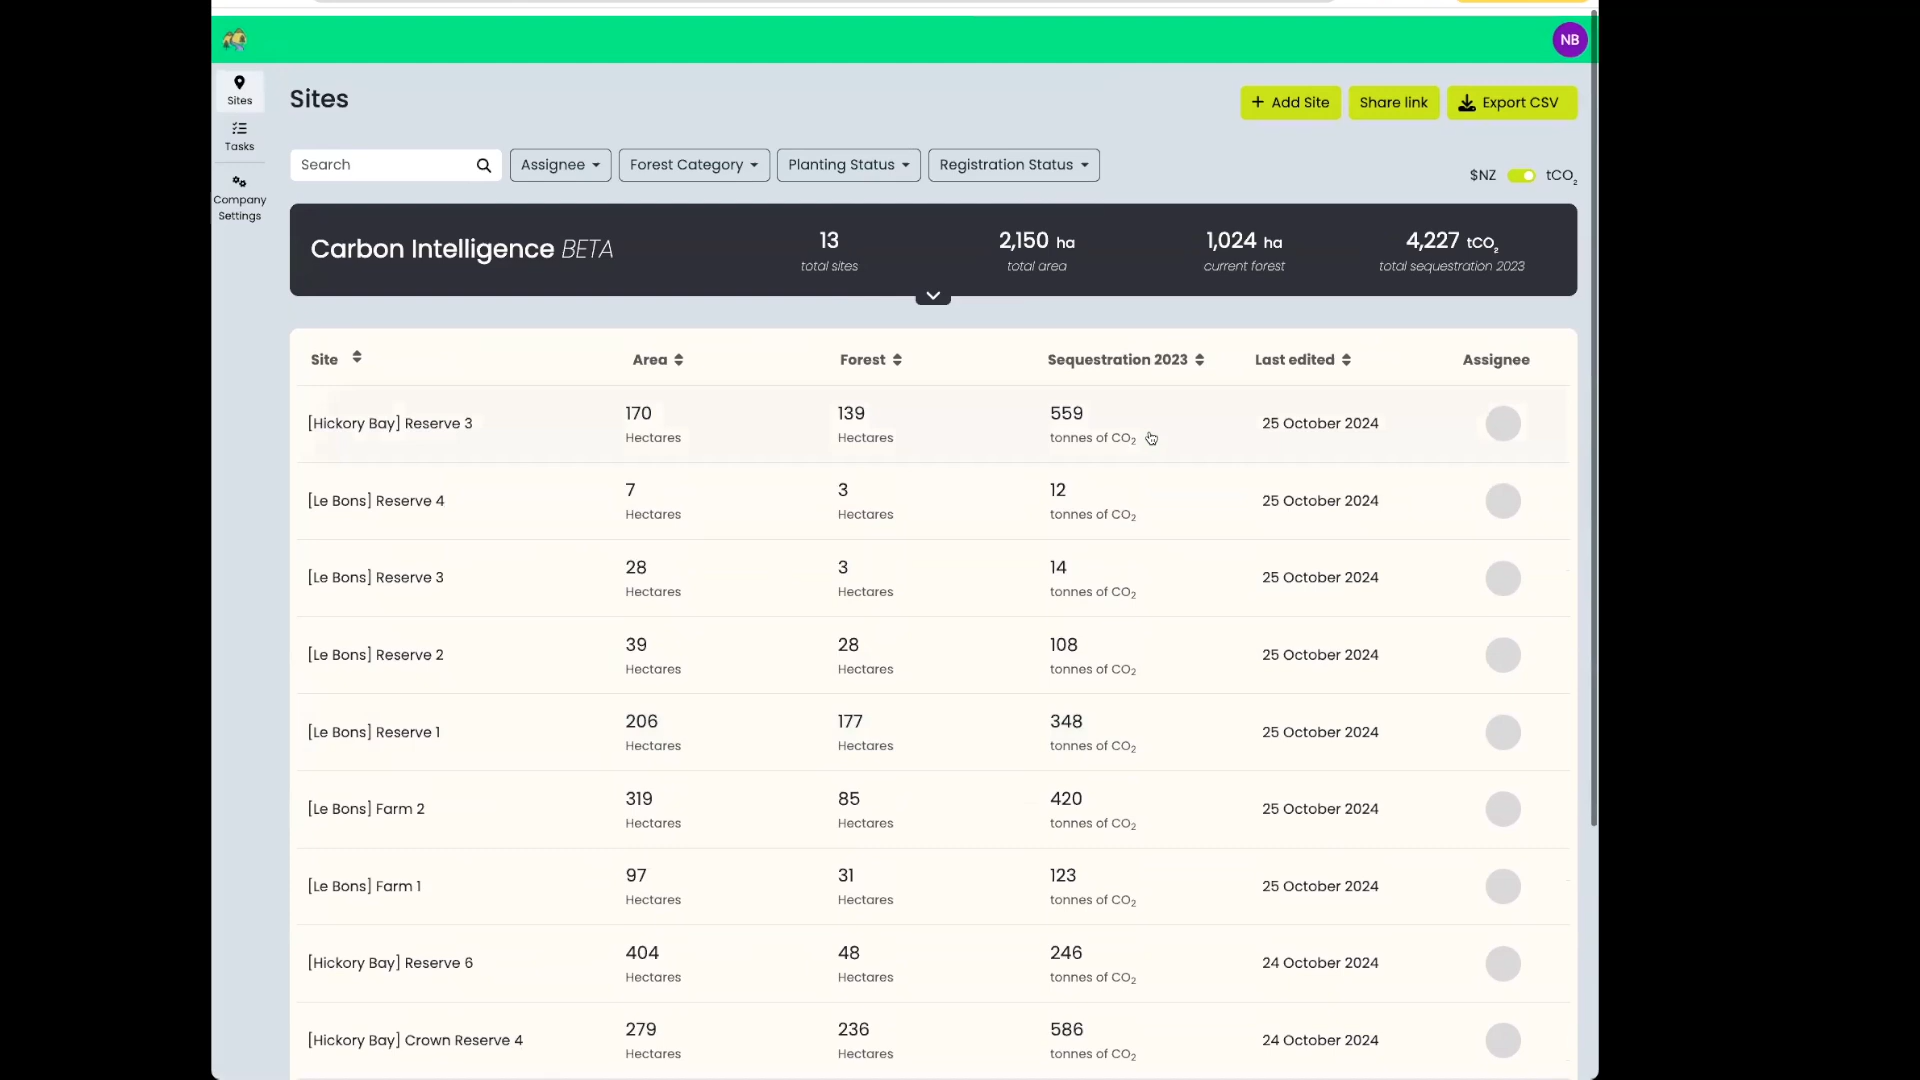 NB
Sites
Tasks
Company
Settings
Sites
+ Add Site
Share link
Export CSV
Search
Assignee
Forest Category
Planting Status
Registration Status
$NZ
tCO₂
Carbon Intelligence BETA
13
total sites
2,150 ha
total area
1,024 ha
current forest
4,227 tCO₂
total sequestration 2023
Site Area Forest Sequestration 2023 Last edited Assignee
[Hickory Bay] Reserve 3 170 139 559 25 October 2024
Hectares Hectares tonnes of CO₂
[Le Bons] Reserve 4 7 3 12 25 October 2024
Hectares Hectares tonnes of CO₂
[Le Bons] Reserve 3 28 3 14 25 October 2024
Hectares Hectares tonnes of CO₂
[Le Bons] Reserve 2 39 28 108 25 October 2024
Hectares Hectares tonnes of CO₂
[Le Bons] Reserve 1 206 177 348 25 October 2024
Hectares Hectares tonnes of CO₂
[Le Bons] Farm 2 319 85 420 25 October 2024
Hectares Hectares tonnes of CO₂
[Le Bons] Farm 1 97 31 123 25 October 2024
Hectares Hectares tonnes of CO₂
[Hickory Bay] Reserve 6 404 48 246 24 October 2024
Hectares Hectares tonnes of CO₂
[Hickory Bay] Crown Reserve 4 279 236 586 24 October 2024
Hectares Hectares tonnes of CO₂